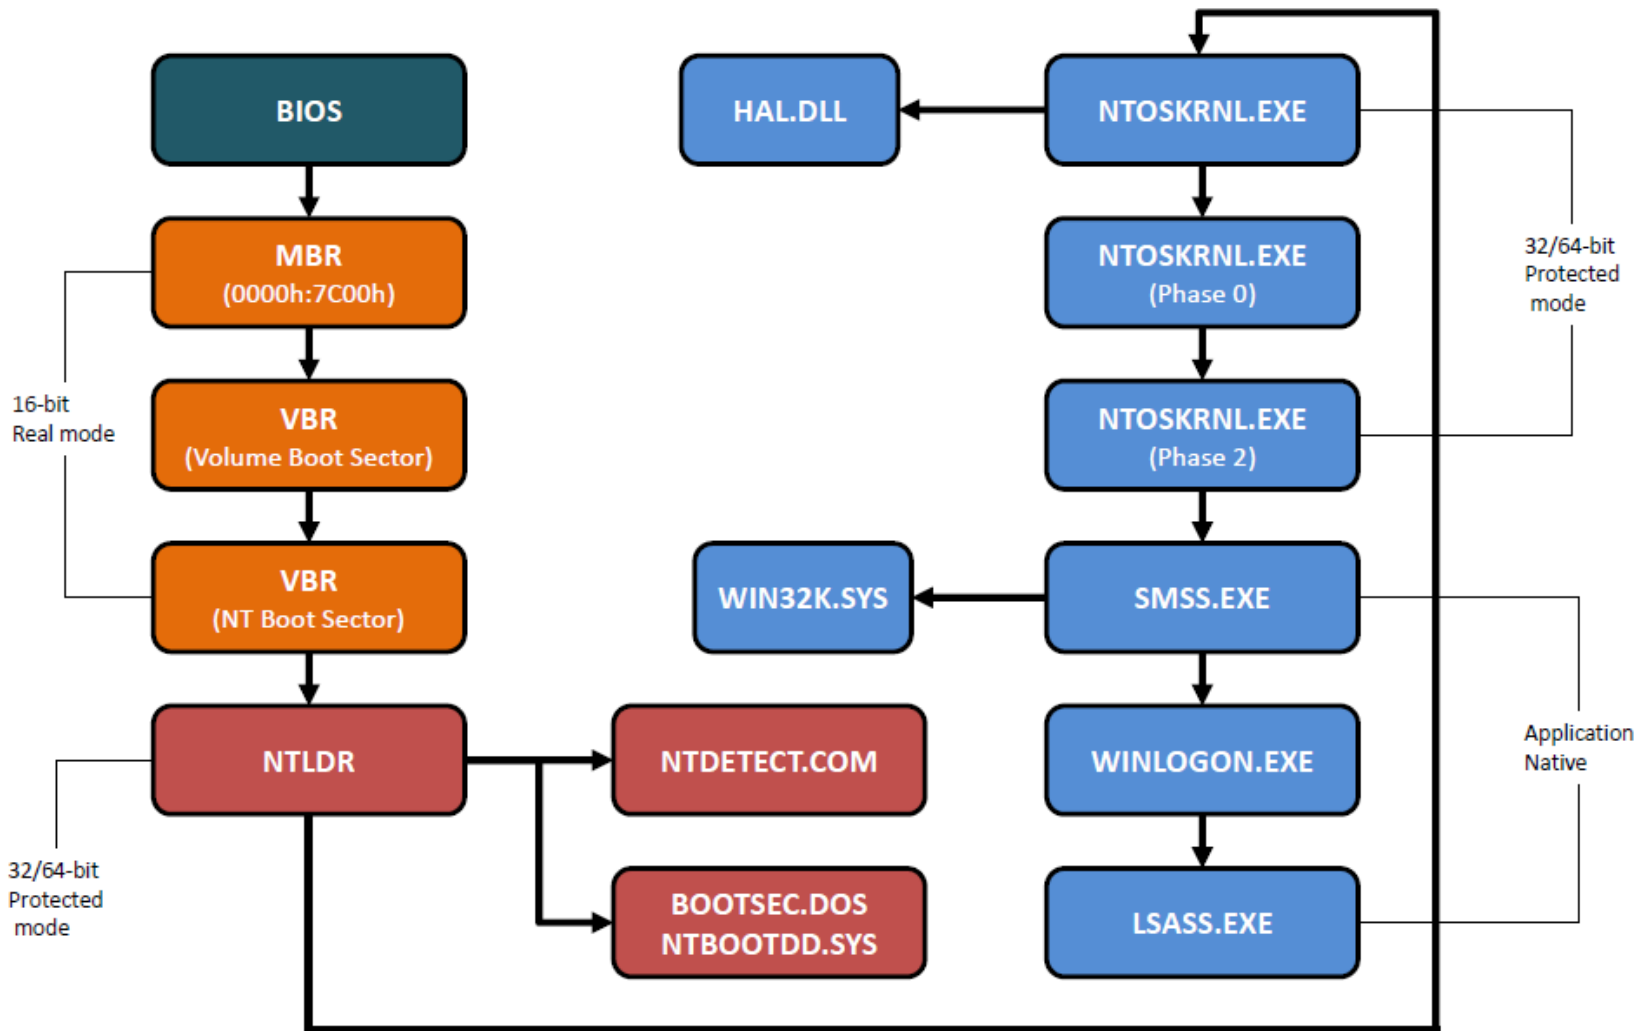 BIOS
MBR
(0000h:7C00h)
16-bit
Real mode
VBR
(Volume Boot Sector)
VBR
(NT Boot Sector)
NTLDR
32/64-bit
Protected
mode
NTDETECT.COM
BOOTSEC.DOS
NTBOOTDD.SYS
HAL.DLL
NTOSKRNL.EXE
NTOSKRNL.EXE
(Phase 0)
32/64-bit
Protected
mode
NTOSKRNL.EXE
(Phase 2)
WIN32K.SYS
SMSS.EXE
WINLOGON.EXE
Application
Native
LSASS.EXE